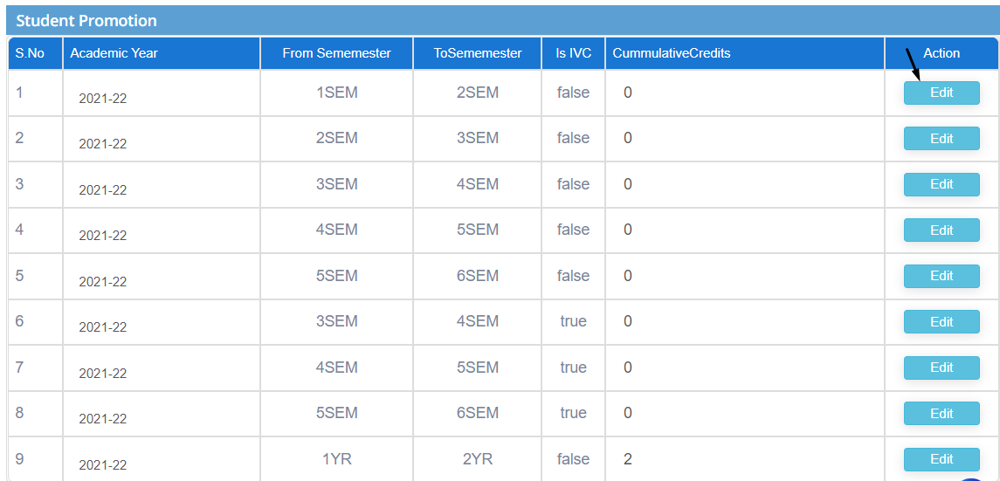 Student Promotion
S.No Academic Year From Sememester ToSememester Is IVC CummulativeCredits Action
1 2021-22 1SEM 2SEM false 0 Edit
2 2021-22 2SEM 3SEM false 0 Edit
3 2021-22 3SEM 4SEM false 0 Edit
4 2021-22 4SEM 5SEM false 0 Edit
5 2021-22 5SEM 6SEM false 0 Edit
6 2021-22 3SEM 4SEM true 0 Edit
7 2021-22 4SEM 5SEM true 0 Edit
8 2021-22 5SEM 6SEM true 0 Edit
9 2021-22 1YR 2YR false 2 Edit